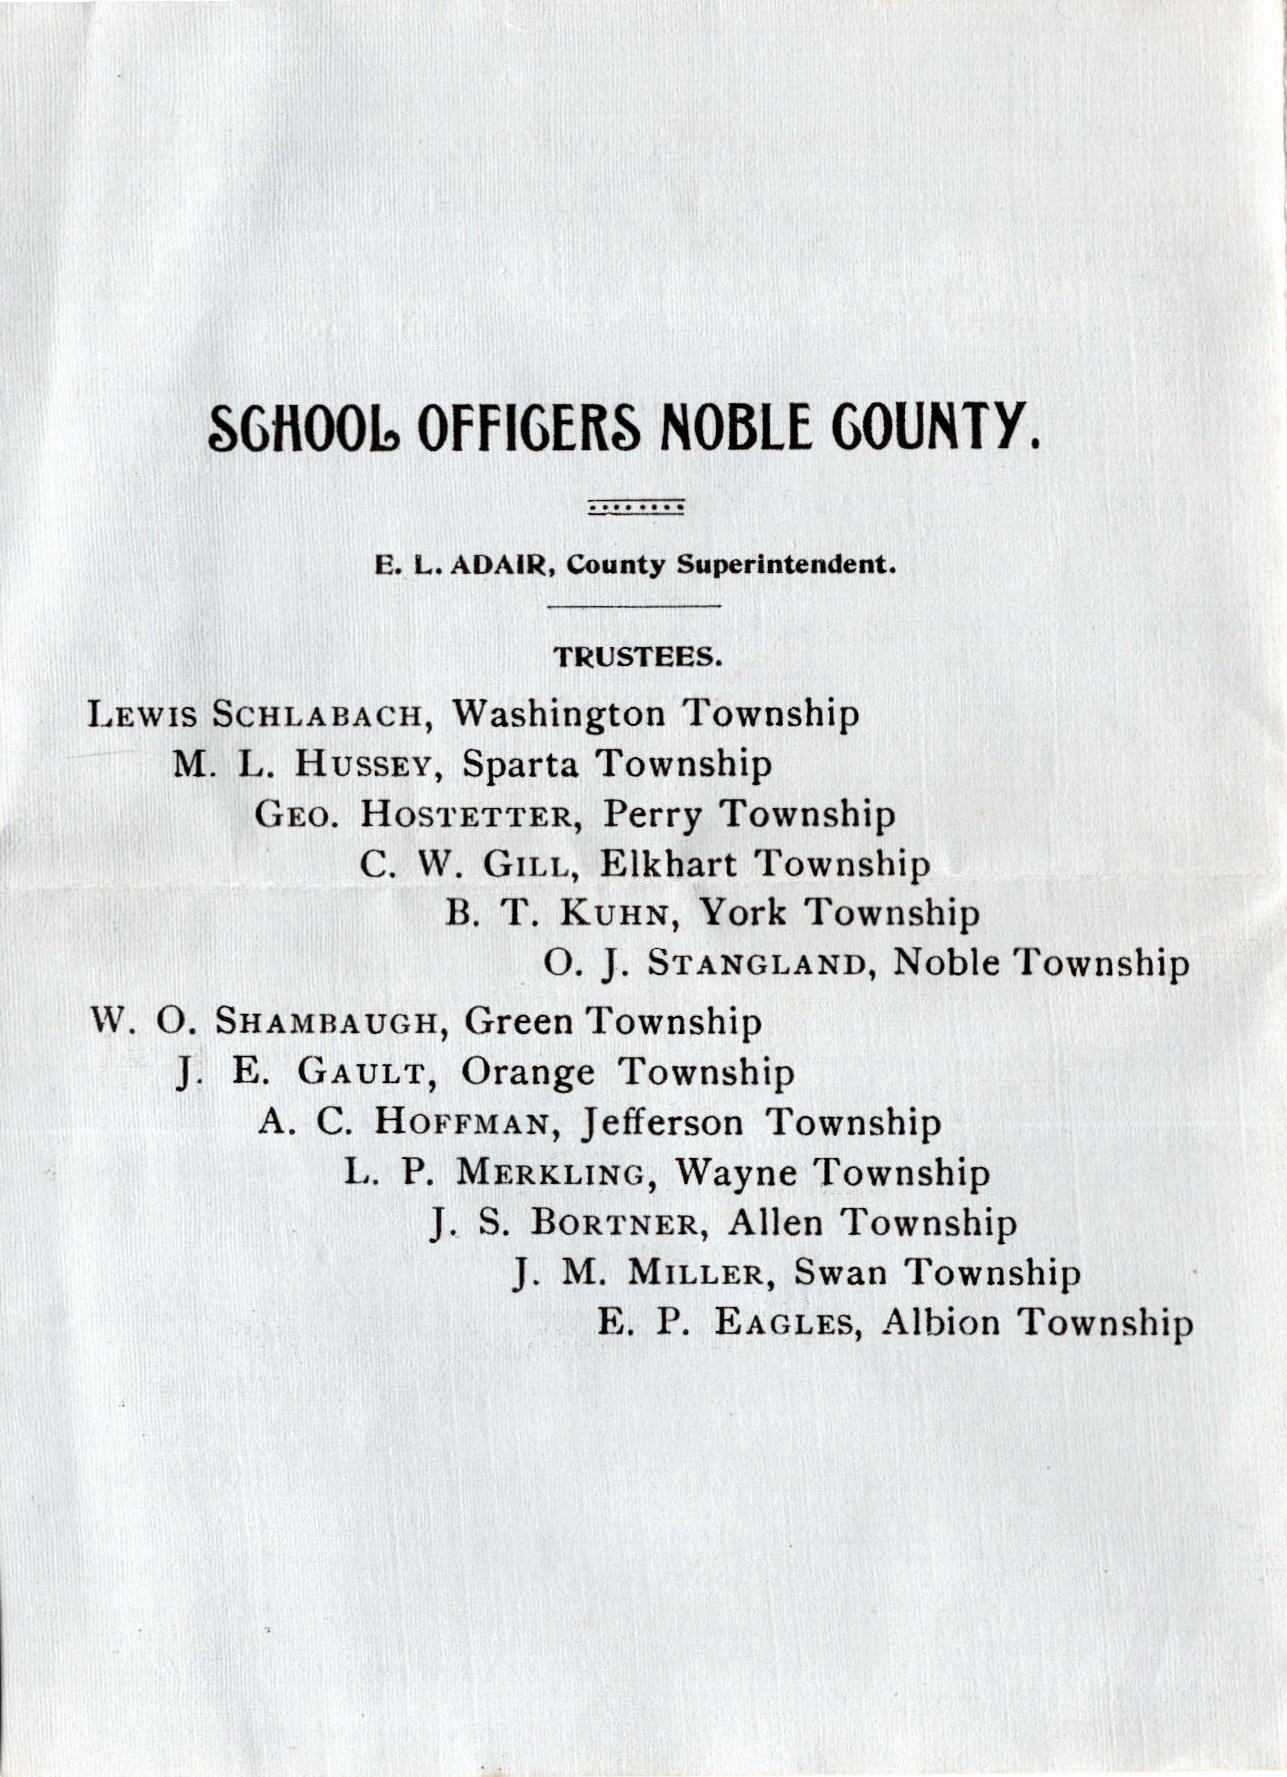 SCHOOL OFFICERS NOBLE COUNTY.
E. L. ADAIR, County Superintendent.
TRUSTEES.
LEWIS SCHLABACH, Washington Township
M. L. HUSSEY, Sparta Township
GEO. HOSTETTER, Perry Township
C. W. GILL, Elkhart Township
B. T. KUHN, York Township
O. J. STANGLAND, Noble Township
W. O. SHAMBAUGH, Green Township
J. E. GAULT, Orange Township
A. C. HOFFMAN, Jefferson Township
L. P. MERKLING, Wayne Township
J. S. BORTNER, Allen Township
J. M. MILLER, Swan Township
E. P. EAGLES, Albion Township